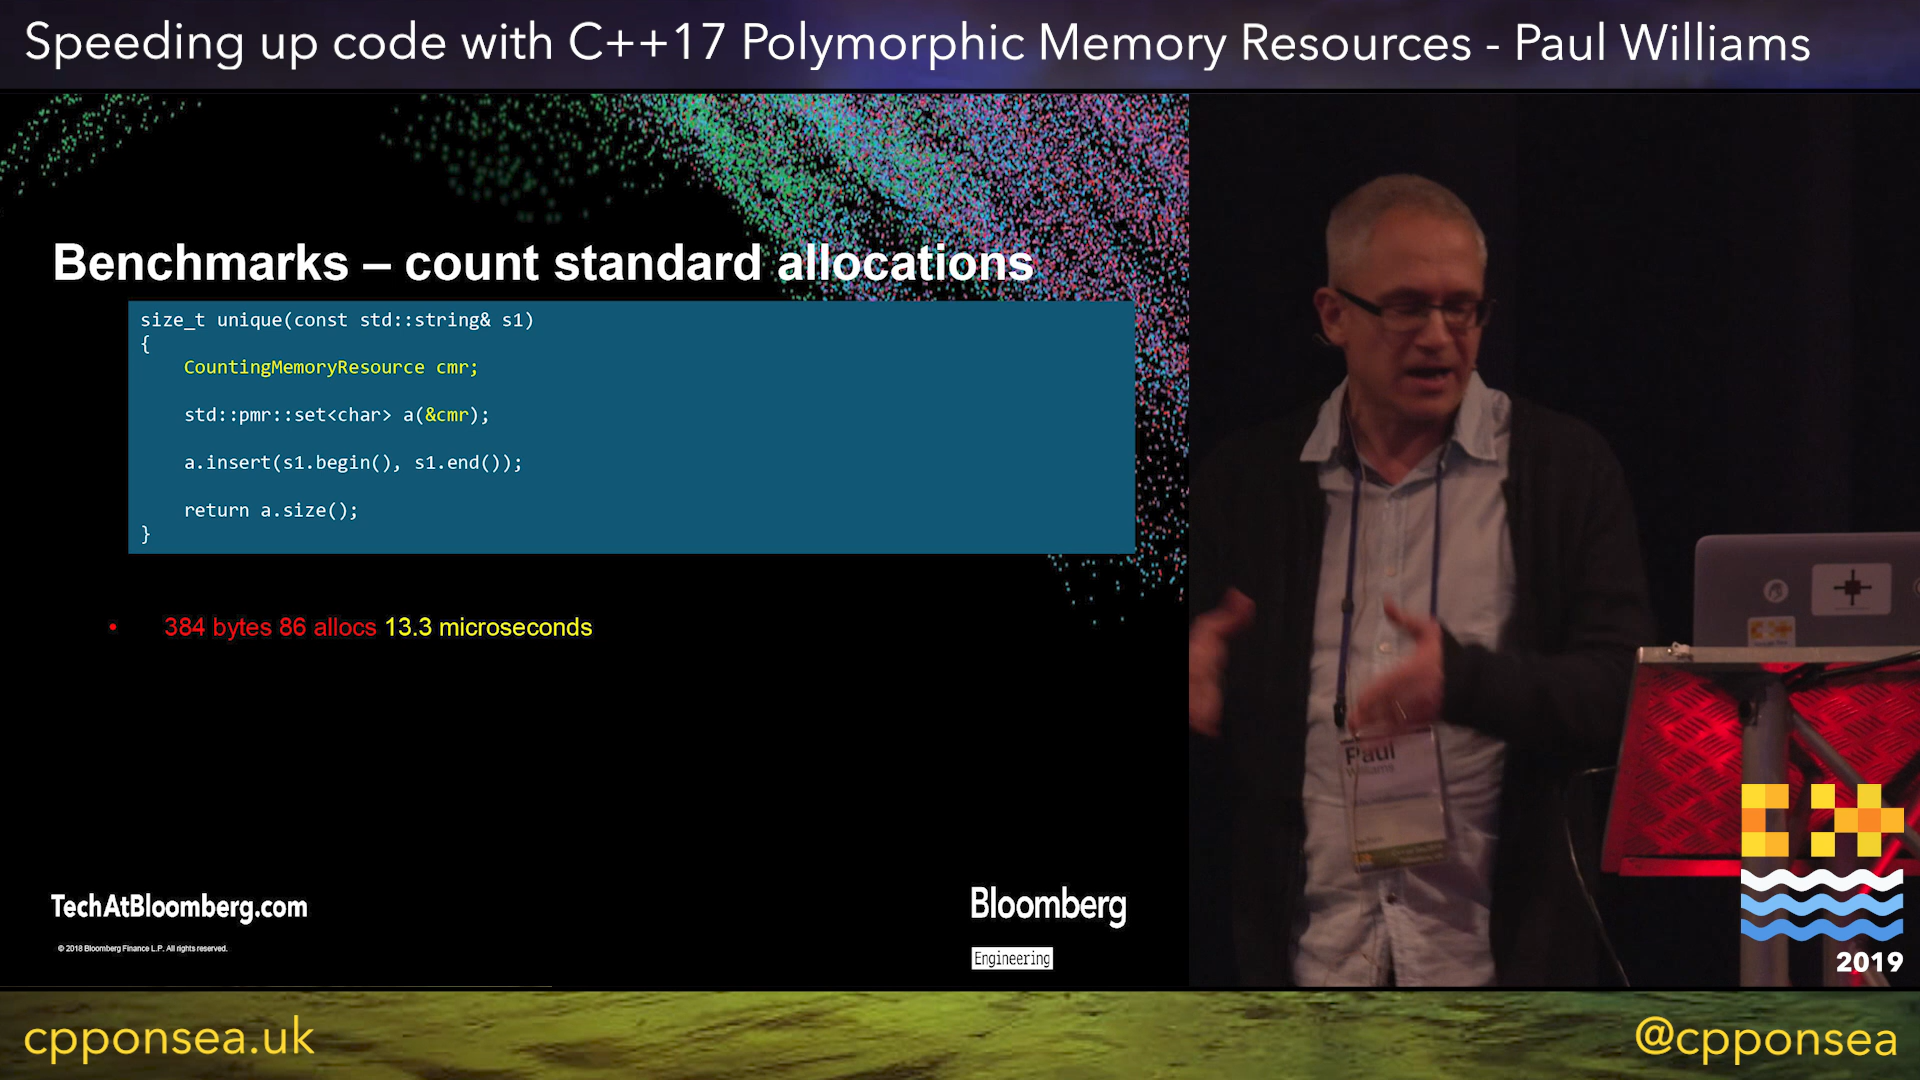 Speeding up code with C++17 Polymorphic Memory Resources - Paul Williams
Benchmarks – count standard allocations
size_t unique(const std::string& s1)
{
    CountingMemoryResource cmr;
    std::pmr::set<char> a(&cmr);
    a.insert(s1.begin(), s1.end());
    return a.size();
}
• 384 bytes 86 allocs 13.3 microseconds
TechAtBloomberg.com
© 2018 Bloomberg Finance L.P. All rights reserved.
Bloomberg
Engineering
Paul
Williams
2019
cpponsea.uk
@cpponsea